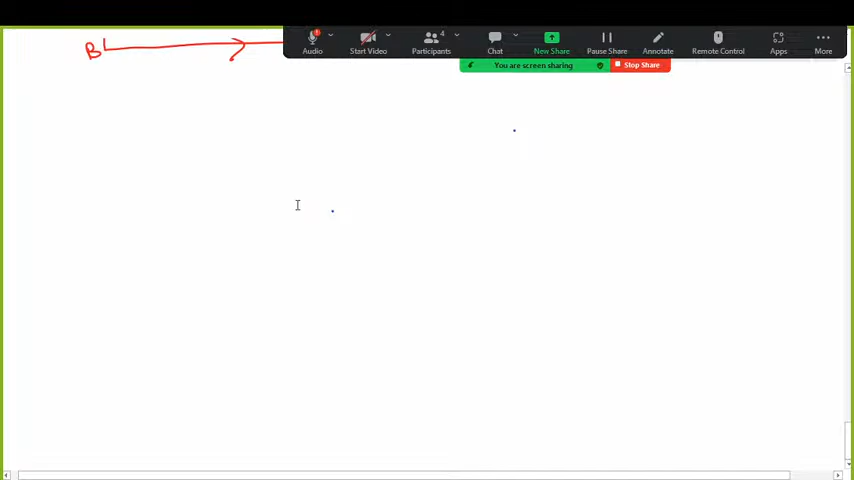 B
4
Audio
Start Video
Participants
Chat
New Share
Pause Share
Annotate
Remote Control
Apps
More
You are screen sharing
Stop Share